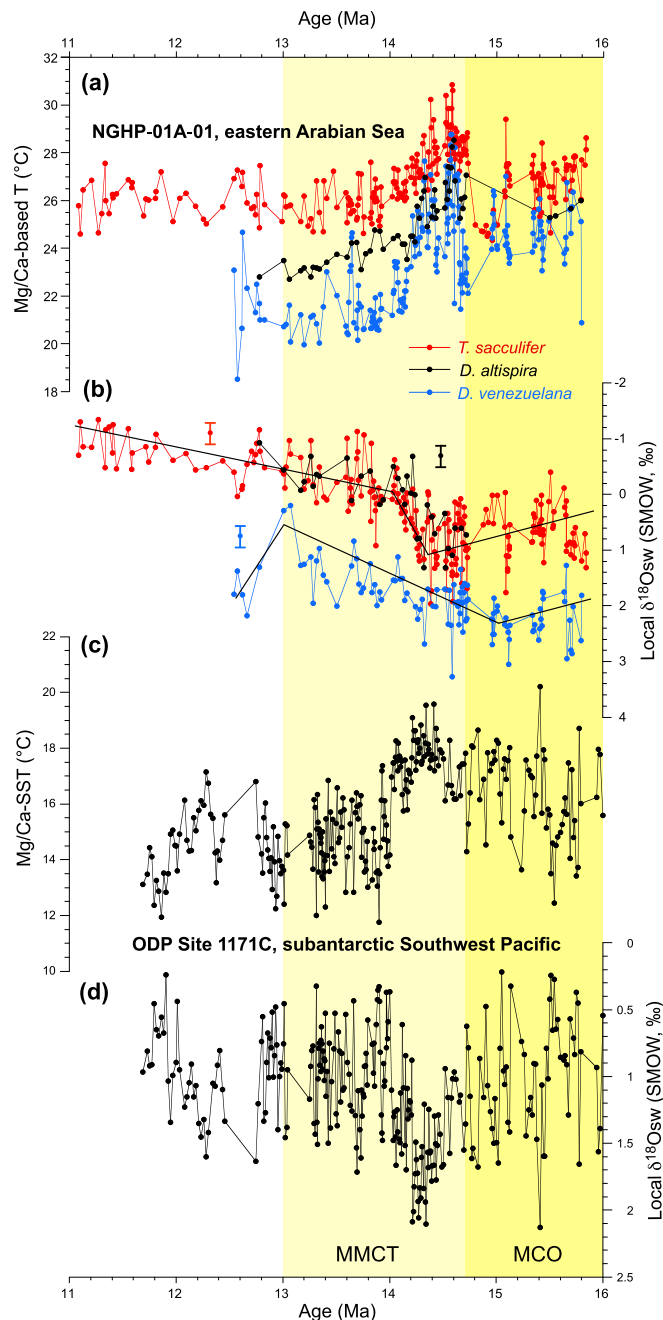 Age (Ma)
11 12 13 14 15 16
32
(a)
30
NGHP-01A-01, eastern Arabian Sea
28
26
Mg/Ca-based T (°C)
24
22
20
T. sacculifer
D. altispira
18
D. venezuelana
(b)
-2
-1
0
1
2
3
4
Local δ18Osw (SMOW, ‰)
22
(c)
20
18
Mg/Ca-SST (°C)
16
14
12
10
ODP Site 1171C, subantarctic Southwest Pacific
(d)
0
0.5
1
1.5
2
2.5
Local δ18Osw (SMOW, ‰)
MMCT MCO
11 12 13 14 15 16
Age (Ma)